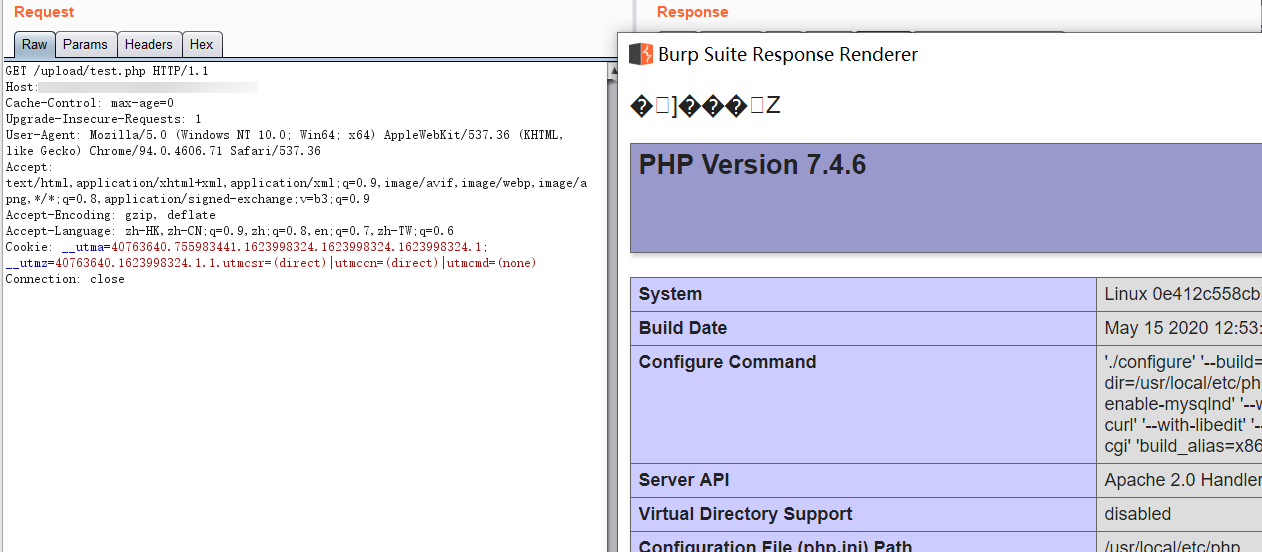 Request
Response
Raw
Params
Headers
Hex
GET /upload/test.php HTTP/1.1
Host:
Cache-Control: max-age=0
Upgrade-Insecure-Requests: 1
User-Agent: Mozilla/5.0 (Windows NT 10.0; Win64; x64) AppleWebKit/537.36 (KHTML,
like Gecko) Chrome/94.0.4606.71 Safari/537.36
Accept:
text/html,application/xhtml+xml,application/xml;q=0.9,image/avif,image/webp,image/a
png,*/*;q=0.8,application/signed-exchange;v=b3;q=0.9
Accept-Encoding: gzip, deflate
Accept-Language: zh-HK,zh-CN;q=0.9,zh;q=0.8,en;q=0.7,zh-TW;q=0.6
Cookie: __utma=40763640.755983441.1623998324.1623998324.1623998324.1;
__utmz=40763640.1623998324.1.1.utmcsr=(direct)|utmccn=(direct)|utmcmd=(none)
Connection: close
Burp Suite Response Renderer
�□]���□Z
PHP Version 7.4.6
System
Linux 0e412c558cb
Build Date
May 15 2020 12:53:
Configure Command
'./configure' '--build=
dir=/usr/local/etc/ph
enable-mysqlnd' '--w
curl' '--with-libedit' '--
cgi' 'build_alias=x86
Server API
Apache 2.0 Handler
Virtual Directory Support
disabled
Configuration File (php.ini) Path
/usr/local/etc/php